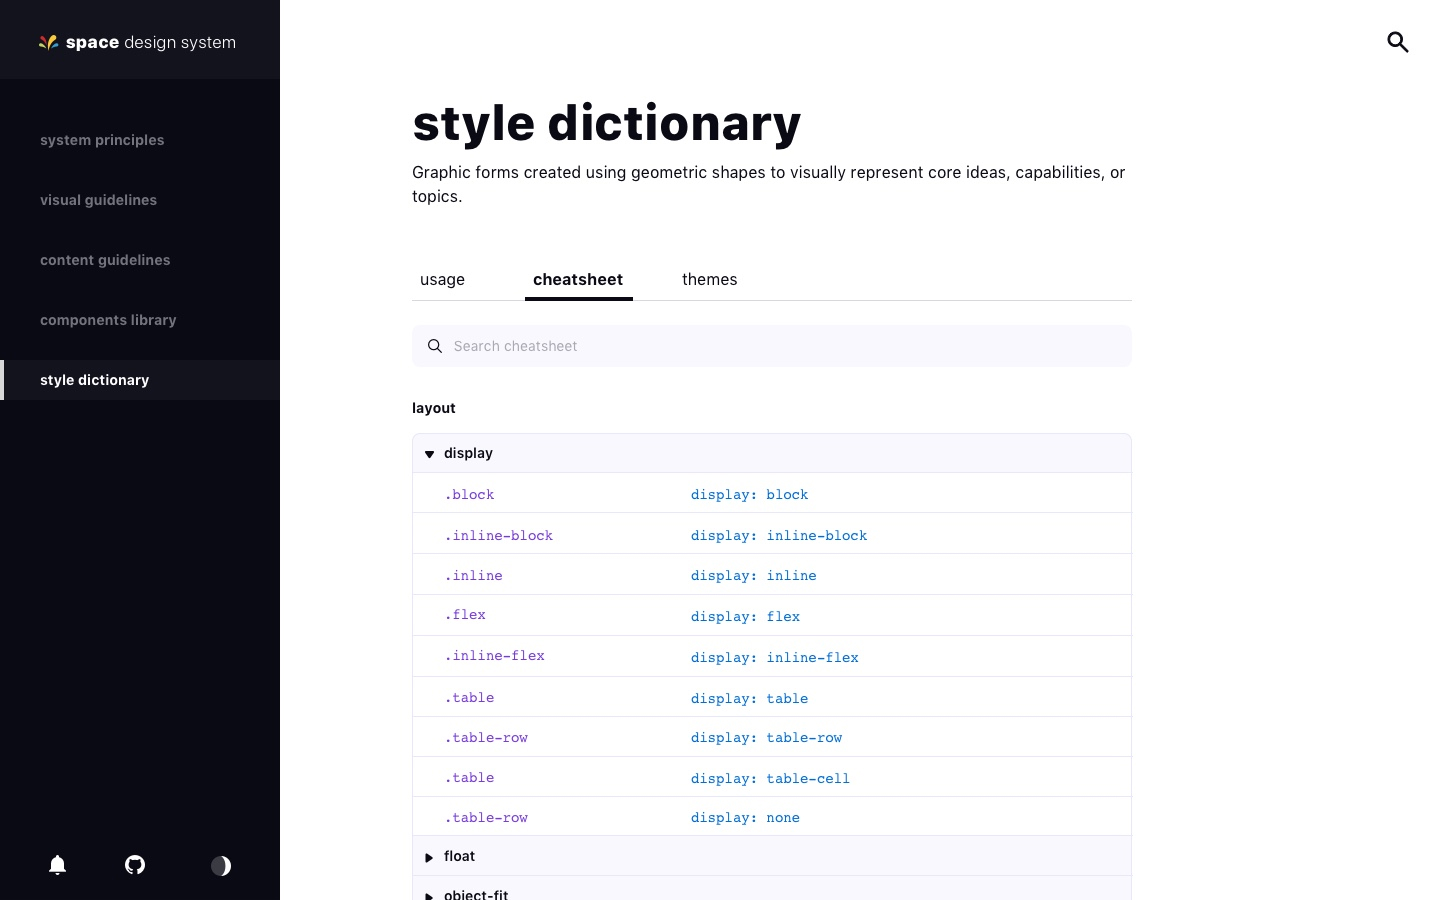 space design system
system principles
visual guidelines
content guidelines
components library
style dictionary
style dictionary
Graphic forms created using geometric shapes to visually represent core ideas, capabilities, or
topics.
usage cheatsheet themes
Search cheatsheet
layout
display
.block display: block
.inline-block display: inline-block
.inline display: inline
.flex display: flex
.inline-flex display: inline-flex
.table display: table
.table-row display: table-row
.table display: table-cell
.table-row display: none
float
object-fit